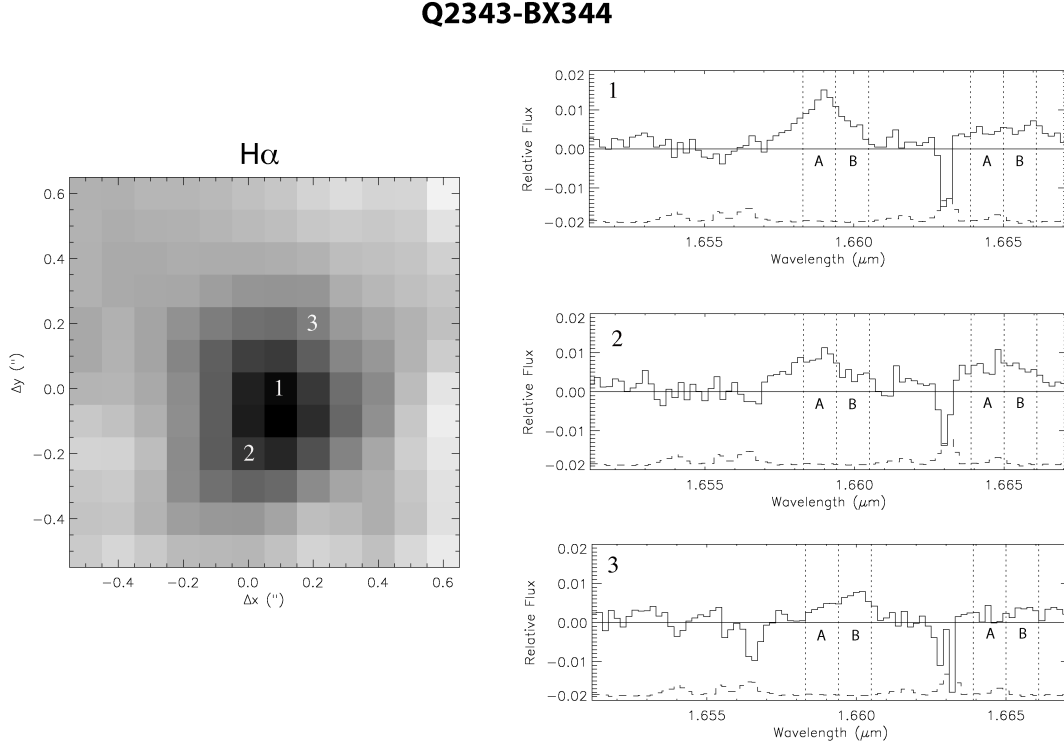 Q2343-BX344
Hα
0.6
0.4
0.2
0.0
−0.2
−0.4
Δy (")
1
2
3
−0.4 −0.2 0.0 0.2 0.4 0.6
Δx (")
1
0.02
0.01
0.00
−0.01
−0.02
Relative Flux
A B A B
1.655 1.660 1.665
Wavelength (μm)
2
0.02
0.01
0.00
−0.01
−0.02
Relative Flux
A B A B
1.655 1.660 1.665
Wavelength (μm)
3
0.02
0.01
0.00
−0.01
−0.02
Relative Flux
A B A B
1.655 1.660 1.665
Wavelength (μm)